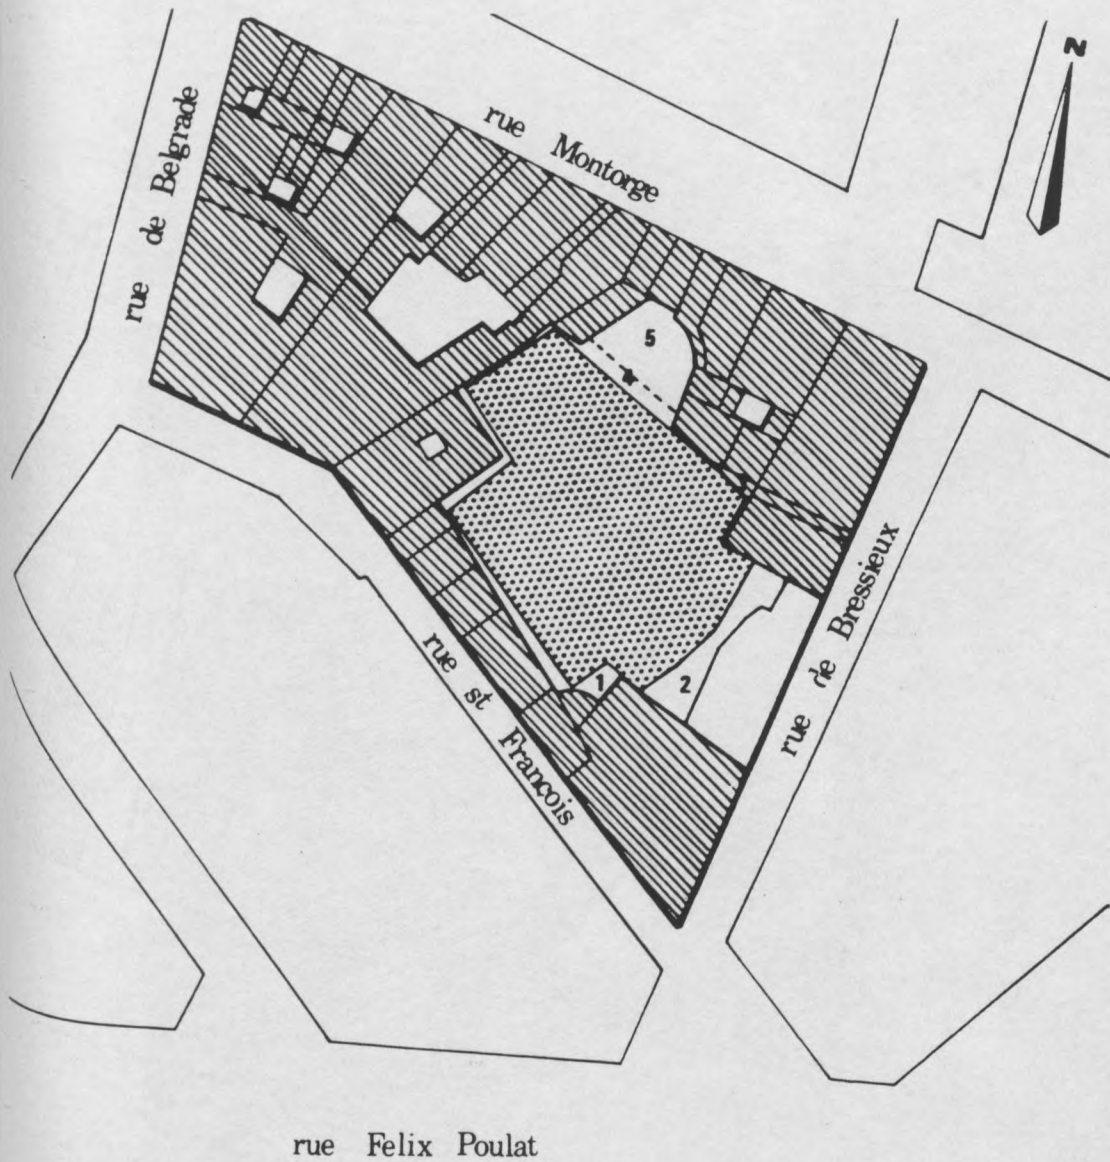 N
rue Montorge
rue de Belgrade
5
rue de Bressieux
1
2
rue st François
rue Felix Poulat